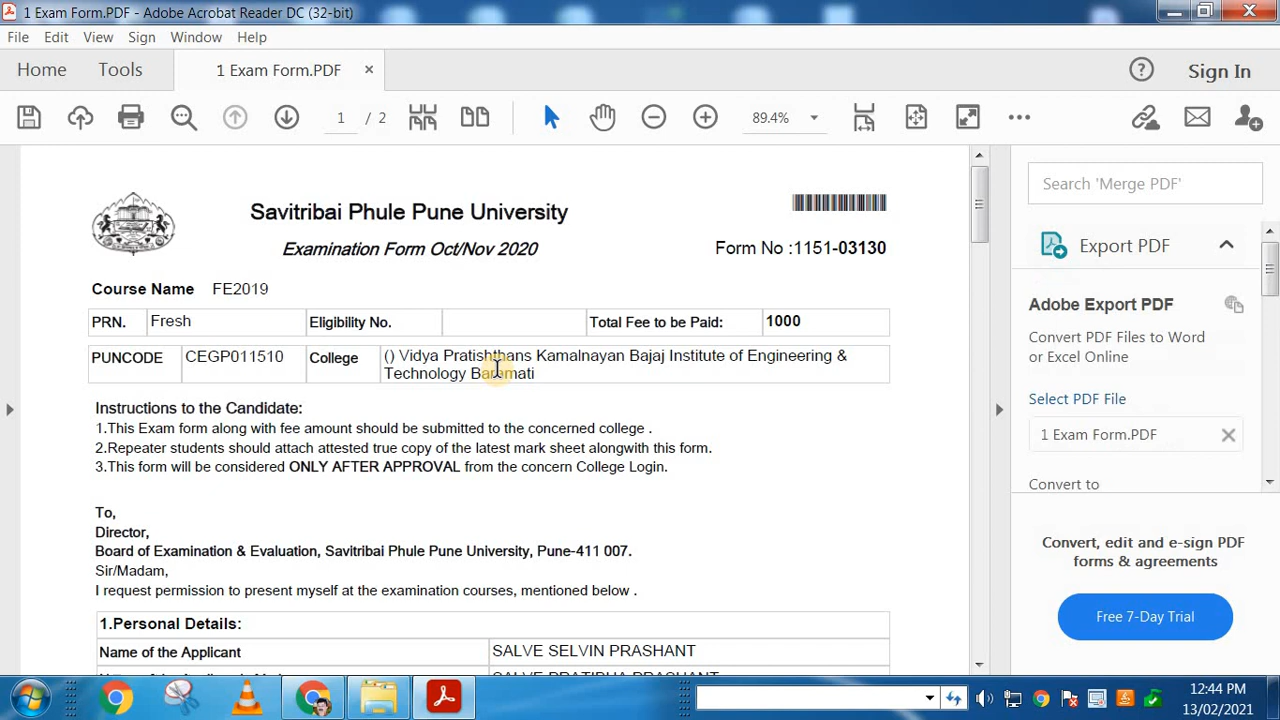 1 Exam Form.PDF - Adobe Acrobat Reader DC (32-bit)
File Edit View Sign Window Help
Home Tools 1 Exam Form.PDF × Sign In
1 / 2 89.4%
Savitribai Phule Pune University
Examination Form Oct/Nov 2020
Form No :1151-03130
Course Name FE2019
PRN. Fresh Eligibility No. Total Fee to be Paid: 1000
PUNCODE CEGP011510 College () Vidya Pratishthans Kamalnayan Bajaj Institute of Engineering &
Technology Baramati
Instructions to the Candidate:
1.This Exam form along with fee amount should be submitted to the concerned college .
2.Repeater students should attach attested true copy of the latest mark sheet alongwith this form.
3.This form will be considered ONLY AFTER APPROVAL from the concern College Login.
To,
Director,
Board of Examination & Evaluation, Savitribai Phule Pune University, Pune-411 007.
Sir/Madam,
I request permission to present myself at the examination courses, mentioned below .
1.Personal Details:
Name of the Applicant SALVE SELVIN PRASHANT
SALVE PRATIBHA PRASHANT
Search 'Merge PDF'
Export PDF
Adobe Export PDF
Convert PDF Files to Word
or Excel Online
Select PDF File
1 Exam Form.PDF
Convert to
Convert, edit and e-sign PDF
forms & agreements
Free 7-Day Trial
12:44 PM
13/02/2021